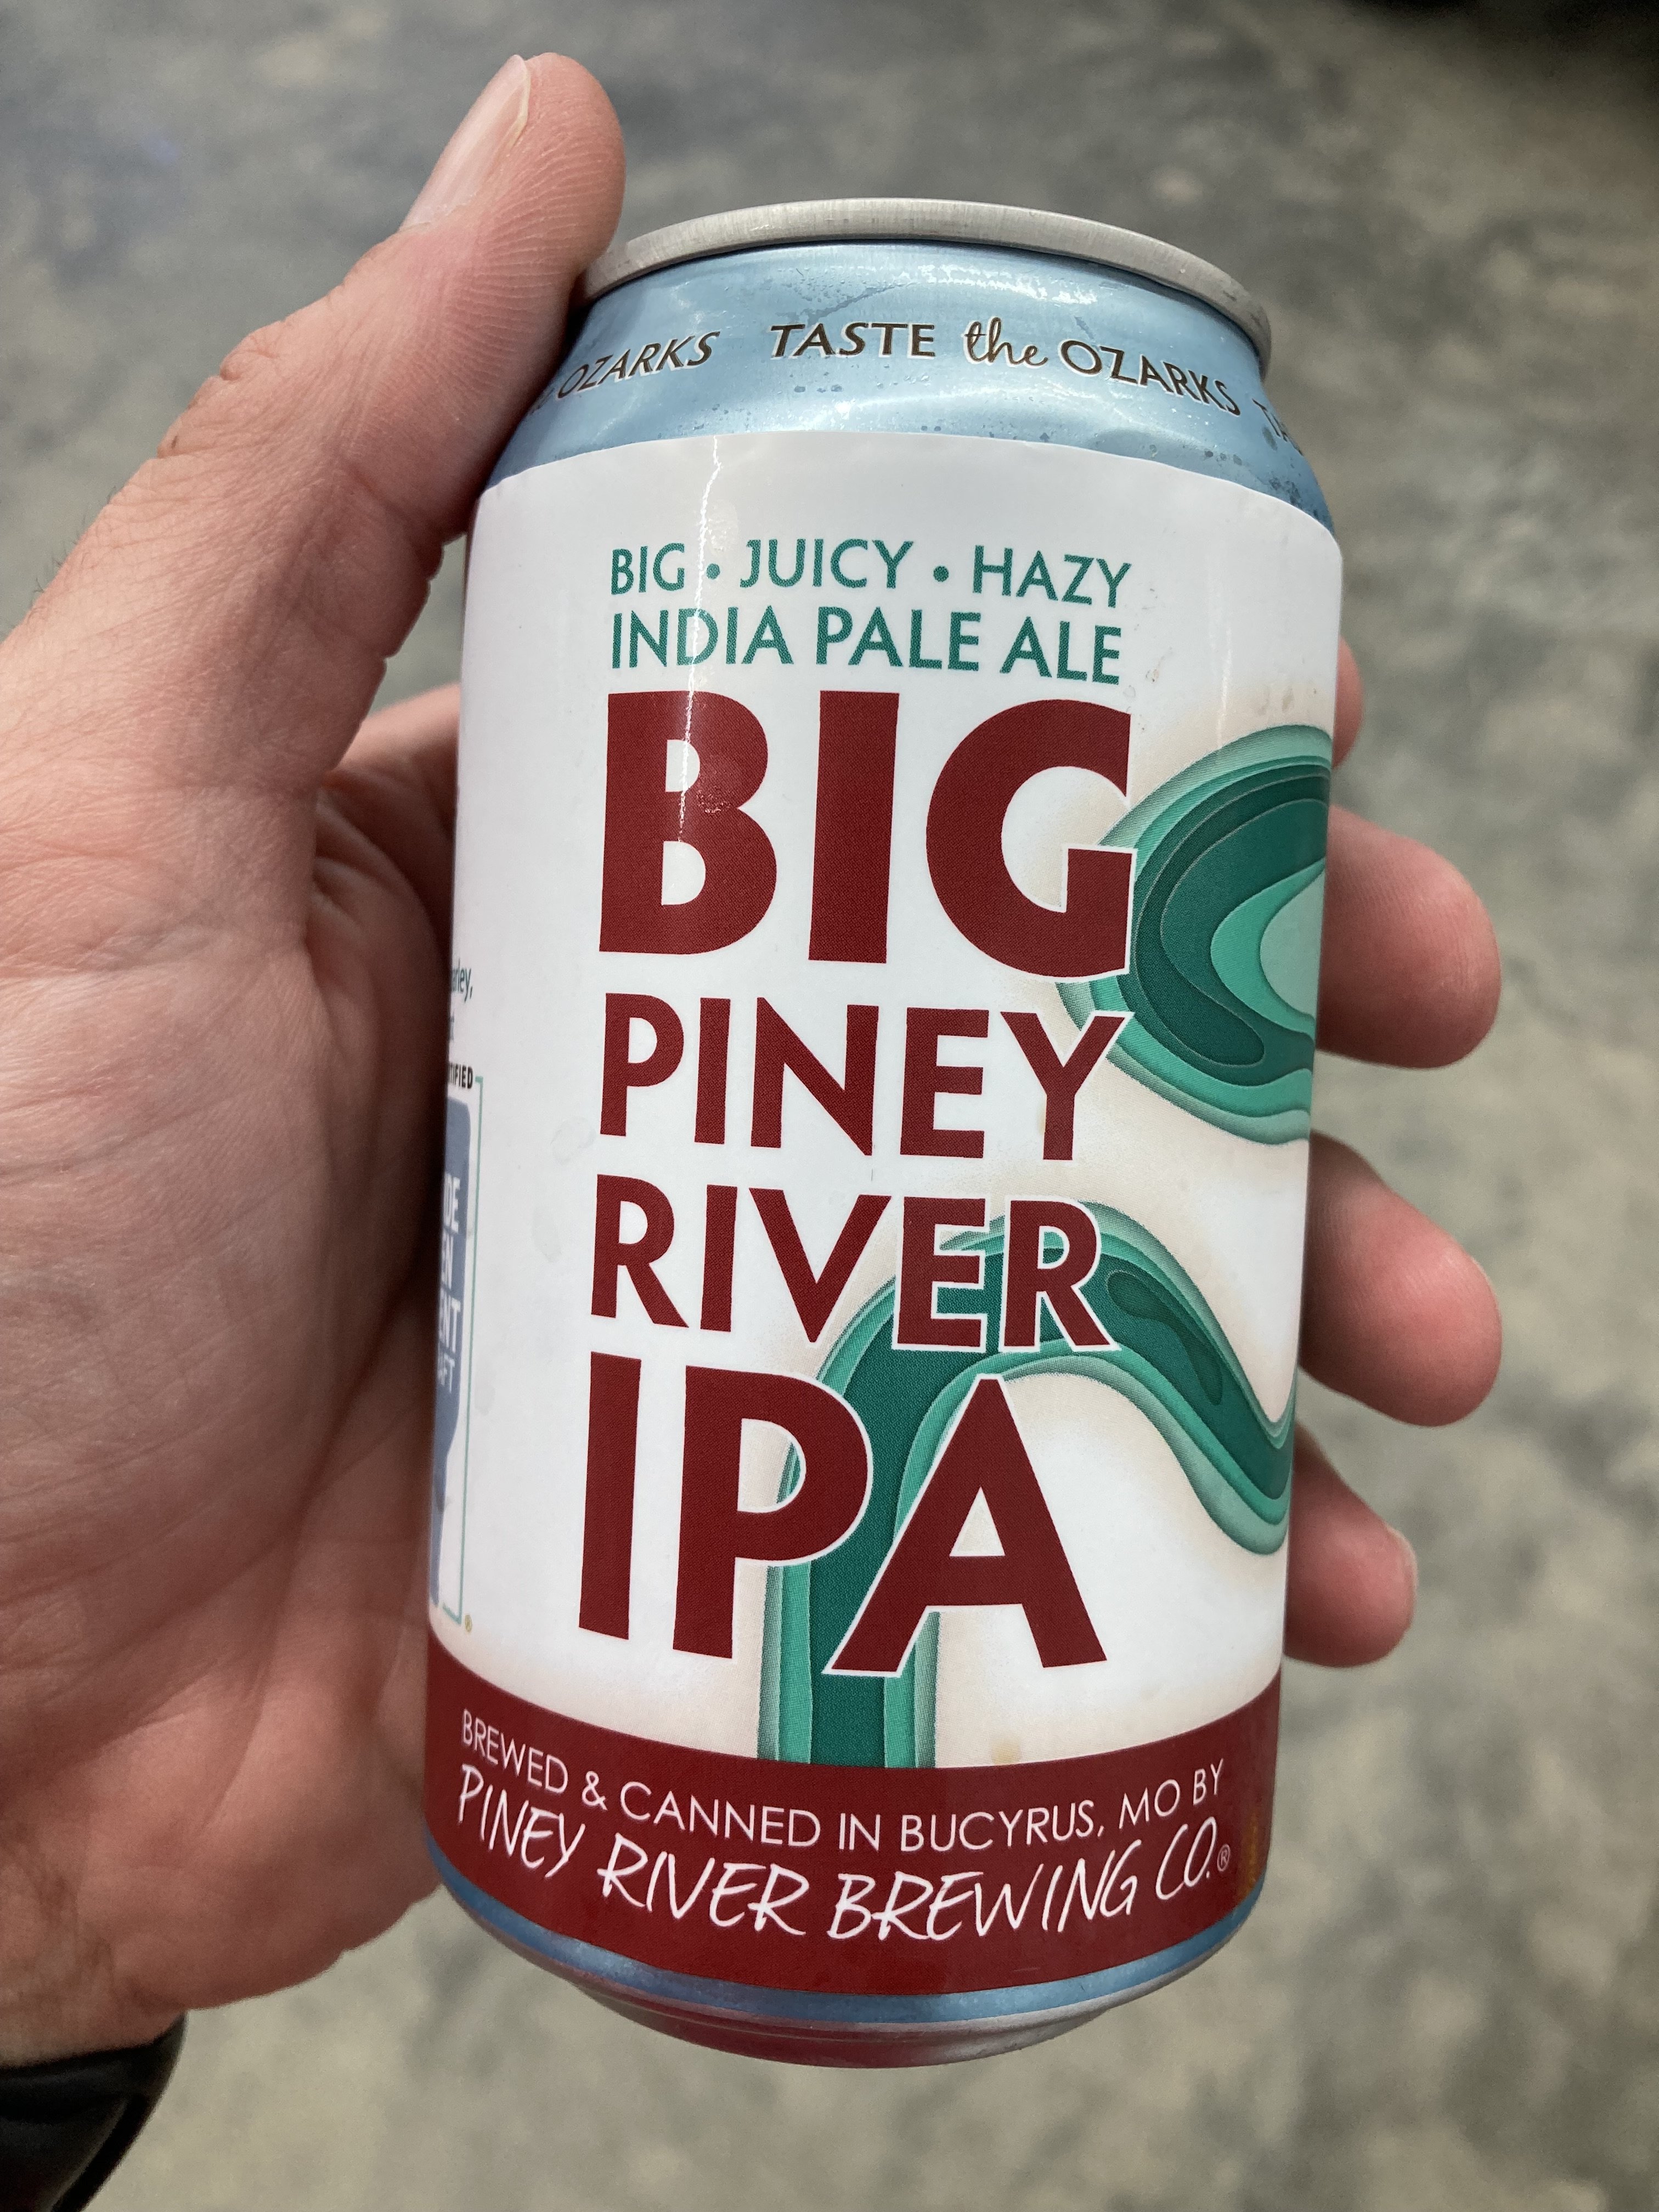 OZARKS TASTE the OZARKS
BIG • JUICY • HAZY
INDIA PALE ALE
BIG
PINEY
RIVER
IPA
BREWED & CANNED IN BUCYRUS, MO BY
PINEY RIVER BREWING CO.®